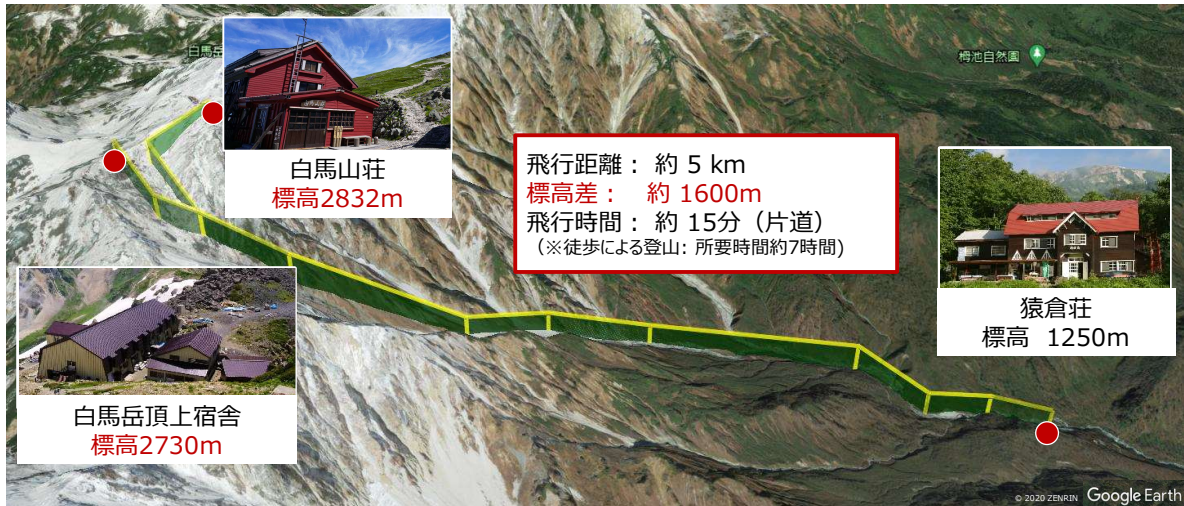 白馬岳
栂池自然園
白馬山荘
標高2832m
飛行距離： 約 5 km
標高差： 約 1600m
飛行時間： 約 15分（片道）
（※徒歩による登山: 所要時間約7時間）
猿倉荘
標高 1250m
白馬岳頂上宿舎
標高2730m
© 2020 ZENRIN Google Earth